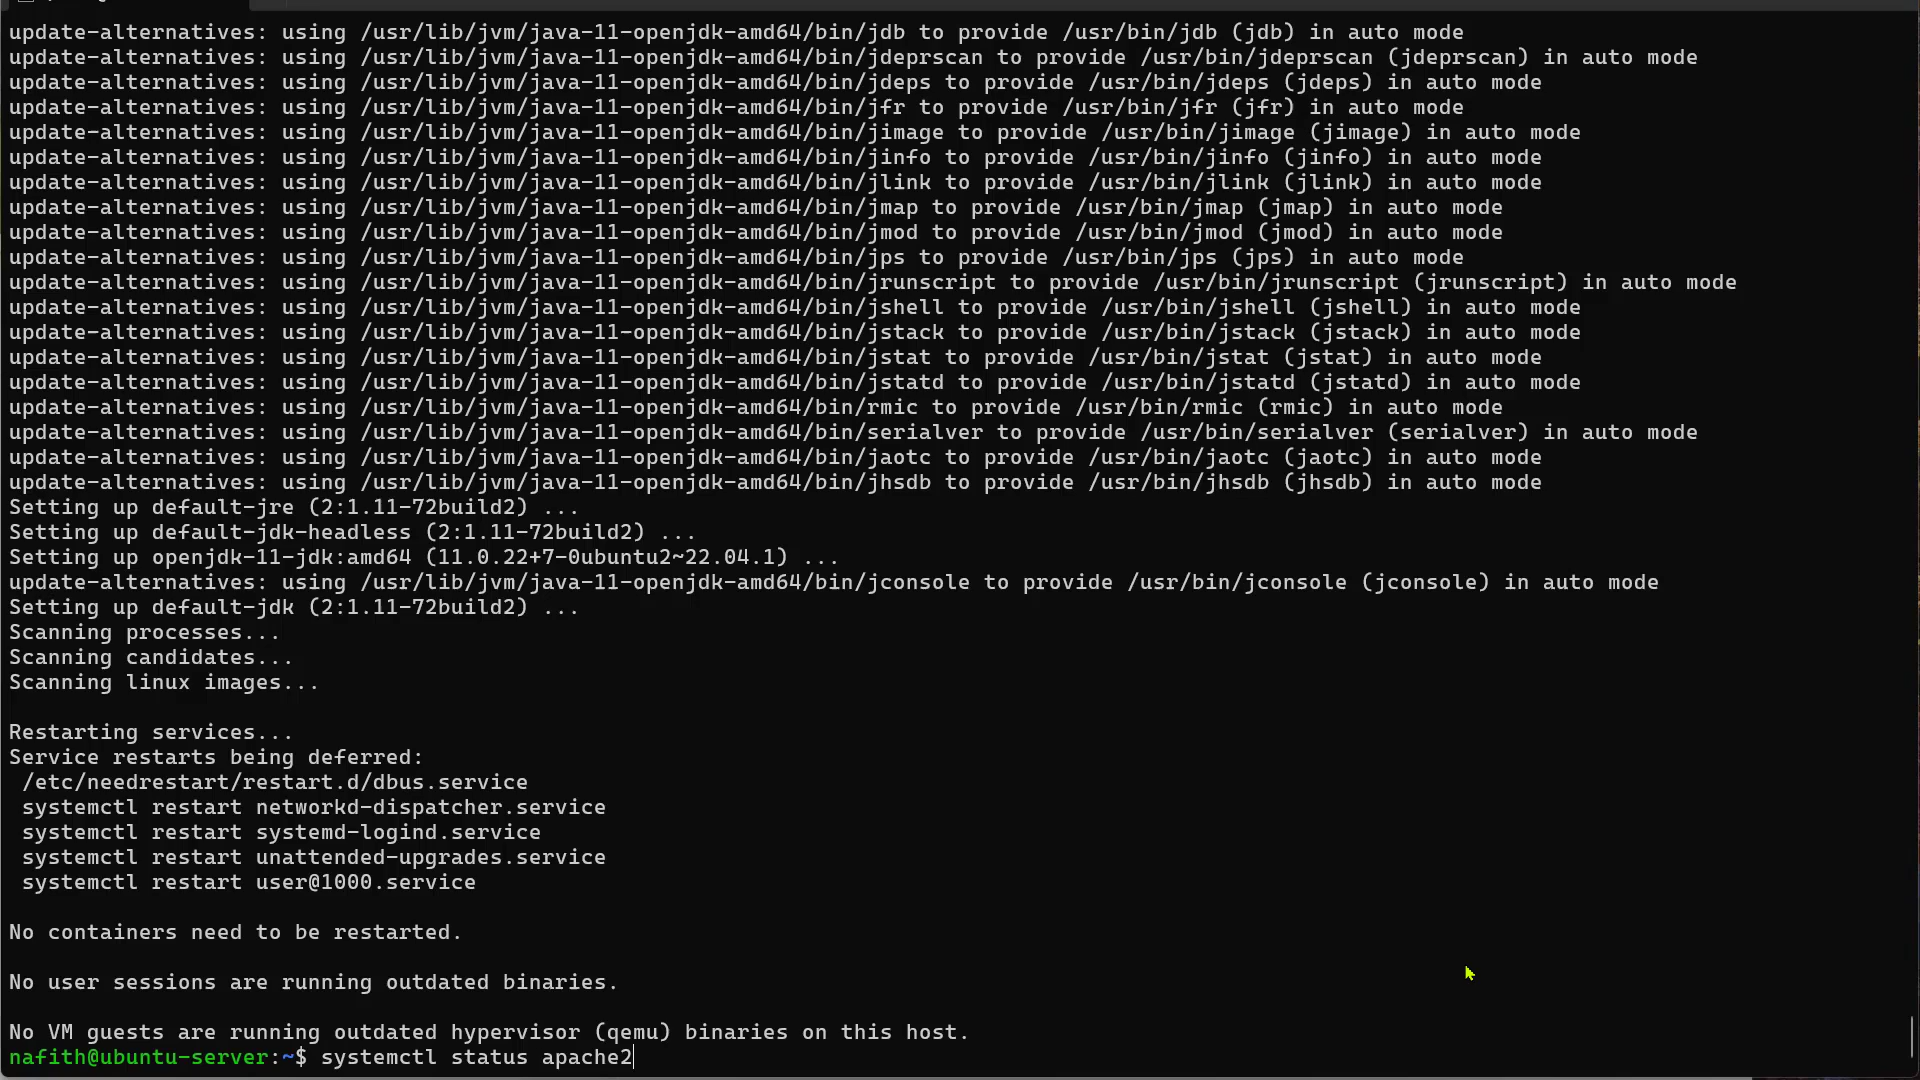 update-alternatives: using /usr/lib/jvm/java-11-openjdk-amd64/bin/jdb to provide /usr/bin/jdb (jdb) in auto mode
update-alternatives: using /usr/lib/jvm/java-11-openjdk-amd64/bin/jdeprscan to provide /usr/bin/jdeprscan (jdeprscan) in auto mode
update-alternatives: using /usr/lib/jvm/java-11-openjdk-amd64/bin/jdeps to provide /usr/bin/jdeps (jdeps) in auto mode
update-alternatives: using /usr/lib/jvm/java-11-openjdk-amd64/bin/jfr to provide /usr/bin/jfr (jfr) in auto mode
update-alternatives: using /usr/lib/jvm/java-11-openjdk-amd64/bin/jimage to provide /usr/bin/jimage (jimage) in auto mode
update-alternatives: using /usr/lib/jvm/java-11-openjdk-amd64/bin/jinfo to provide /usr/bin/jinfo (jinfo) in auto mode
update-alternatives: using /usr/lib/jvm/java-11-openjdk-amd64/bin/jlink to provide /usr/bin/jlink (jlink) in auto mode
update-alternatives: using /usr/lib/jvm/java-11-openjdk-amd64/bin/jmap to provide /usr/bin/jmap (jmap) in auto mode
update-alternatives: using /usr/lib/jvm/java-11-openjdk-amd64/bin/jmod to provide /usr/bin/jmod (jmod) in auto mode
update-alternatives: using /usr/lib/jvm/java-11-openjdk-amd64/bin/jps to provide /usr/bin/jps (jps) in auto mode
update-alternatives: using /usr/lib/jvm/java-11-openjdk-amd64/bin/jrunscript to provide /usr/bin/jrunscript (jrunscript) in auto mode
update-alternatives: using /usr/lib/jvm/java-11-openjdk-amd64/bin/jshell to provide /usr/bin/jshell (jshell) in auto mode
update-alternatives: using /usr/lib/jvm/java-11-openjdk-amd64/bin/jstack to provide /usr/bin/jstack (jstack) in auto mode
update-alternatives: using /usr/lib/jvm/java-11-openjdk-amd64/bin/jstat to provide /usr/bin/jstat (jstat) in auto mode
update-alternatives: using /usr/lib/jvm/java-11-openjdk-amd64/bin/jstatd to provide /usr/bin/jstatd (jstatd) in auto mode
update-alternatives: using /usr/lib/jvm/java-11-openjdk-amd64/bin/rmic to provide /usr/bin/rmic (rmic) in auto mode
update-alternatives: using /usr/lib/jvm/java-11-openjdk-amd64/bin/serialver to provide /usr/bin/serialver (serialver) in auto mode
update-alternatives: using /usr/lib/jvm/java-11-openjdk-amd64/bin/jaotc to provide /usr/bin/jaotc (jaotc) in auto mode
update-alternatives: using /usr/lib/jvm/java-11-openjdk-amd64/bin/jhsdb to provide /usr/bin/jhsdb (jhsdb) in auto mode
Setting up default-jre (2:1.11-72build2) ...
Setting up default-jdk-headless (2:1.11-72build2) ...
Setting up openjdk-11-jdk:amd64 (11.0.22+7-0ubuntu2~22.04.1) ...
update-alternatives: using /usr/lib/jvm/java-11-openjdk-amd64/bin/jconsole to provide /usr/bin/jconsole (jconsole) in auto mode
Setting up default-jdk (2:1.11-72build2) ...
Scanning processes...
Scanning candidates...
Scanning linux images...
Restarting services...
Service restarts being deferred:
/etc/needrestart/restart.d/dbus.service
systemctl restart networkd-dispatcher.service
systemctl restart systemd-logind.service
systemctl restart unattended-upgrades.service
systemctl restart user@1000.service
No containers need to be restarted.
No user sessions are running outdated binaries.
No VM guests are running outdated hypervisor (qemu) binaries on this host.
nafith@ubuntu-server:~$ systemctl status apache2